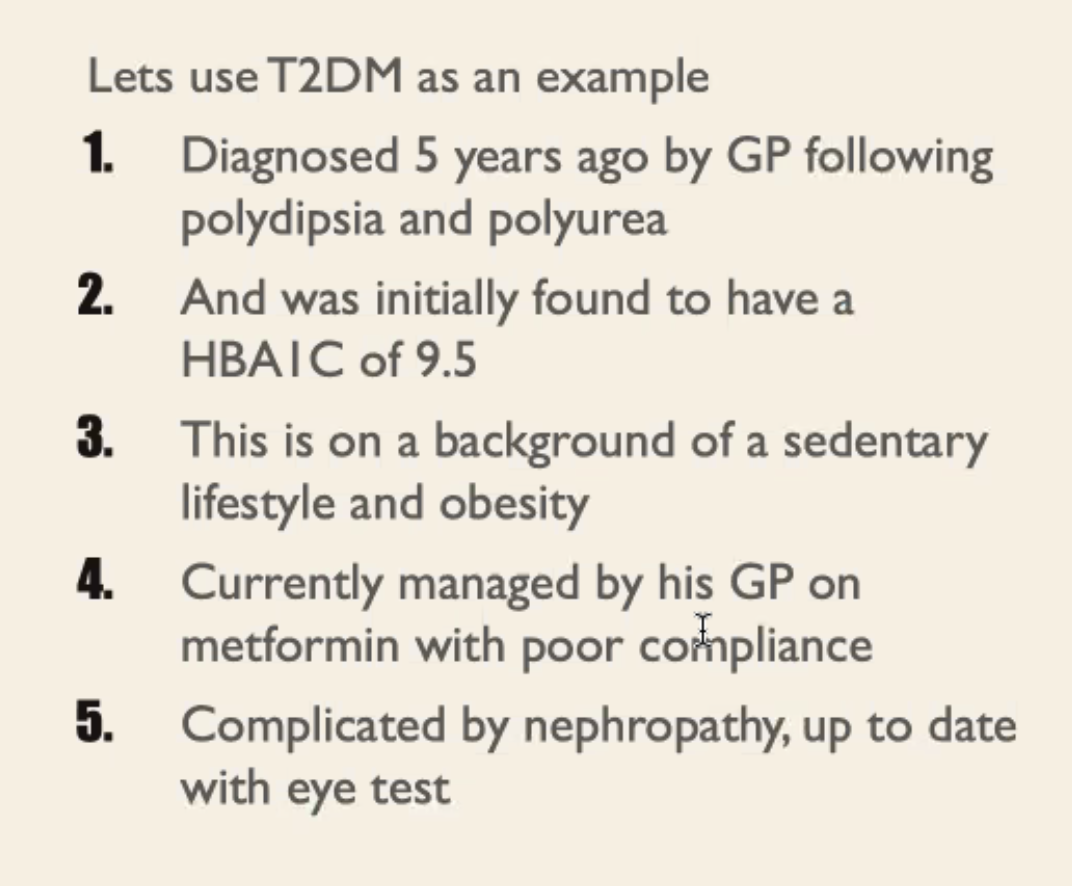 Lets use T2DM as an example
1. Diagnosed 5 years ago by GP following
polydipsia and polyurea
2. And was initially found to have a
HBA1C of 9.5
3. This is on a background of a sedentary
lifestyle and obesity
4. Currently managed by his GP on
metformin with poor compliance
5. Complicated by nephropathy, up to date
with eye test